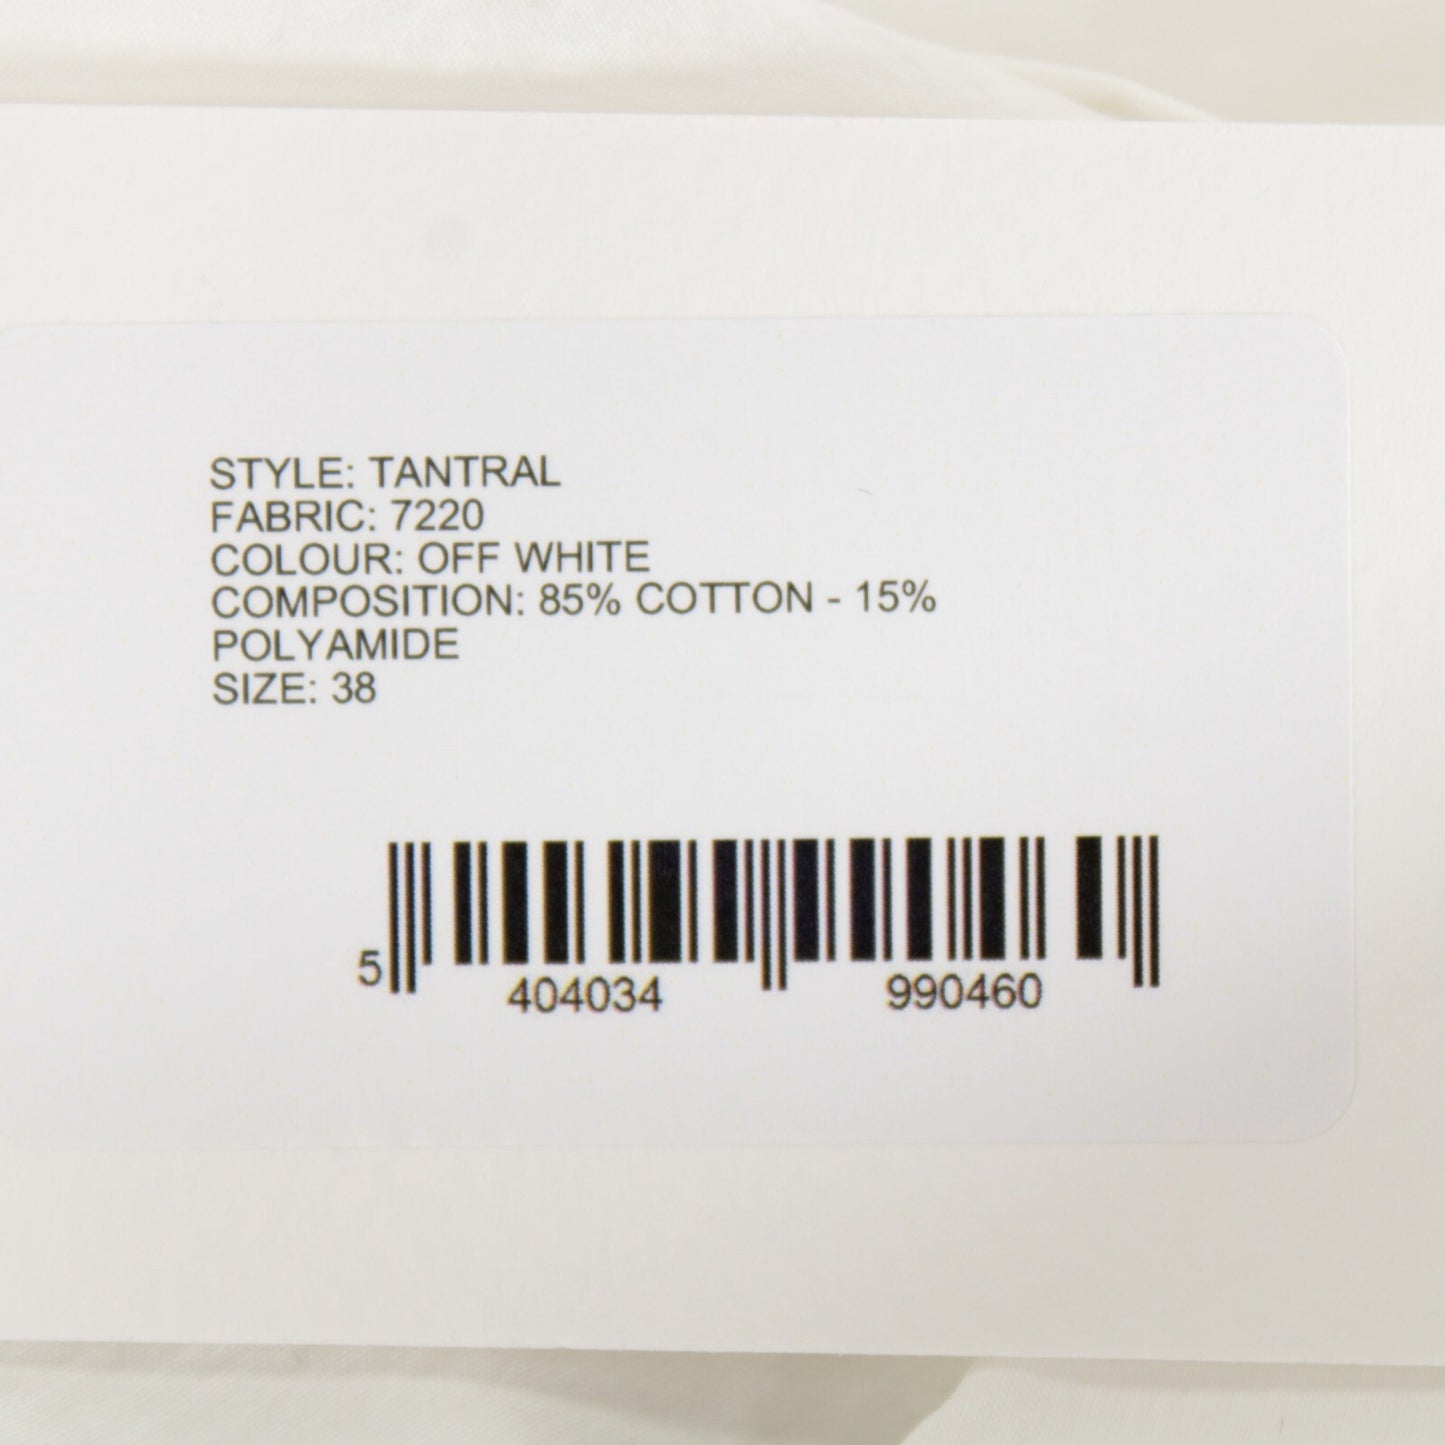 STYLE: TANTRAL
FABRIC: 7220
COLOUR: OFF WHITE
COMPOSITION: 85% COTTON - 15%
POLYAMIDE
SIZE: 38
5 404034 990460